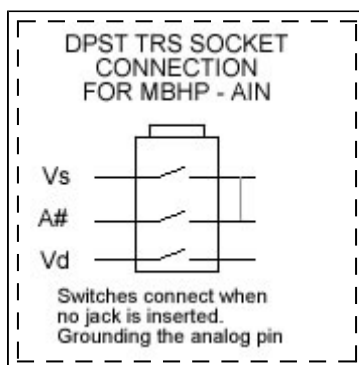 DPST TRS SOCKET
CONNECTION
FOR MBHP - AIN
Vs
A#
Vd
Switches connect when
no jack is inserted.
Grounding the analog pin